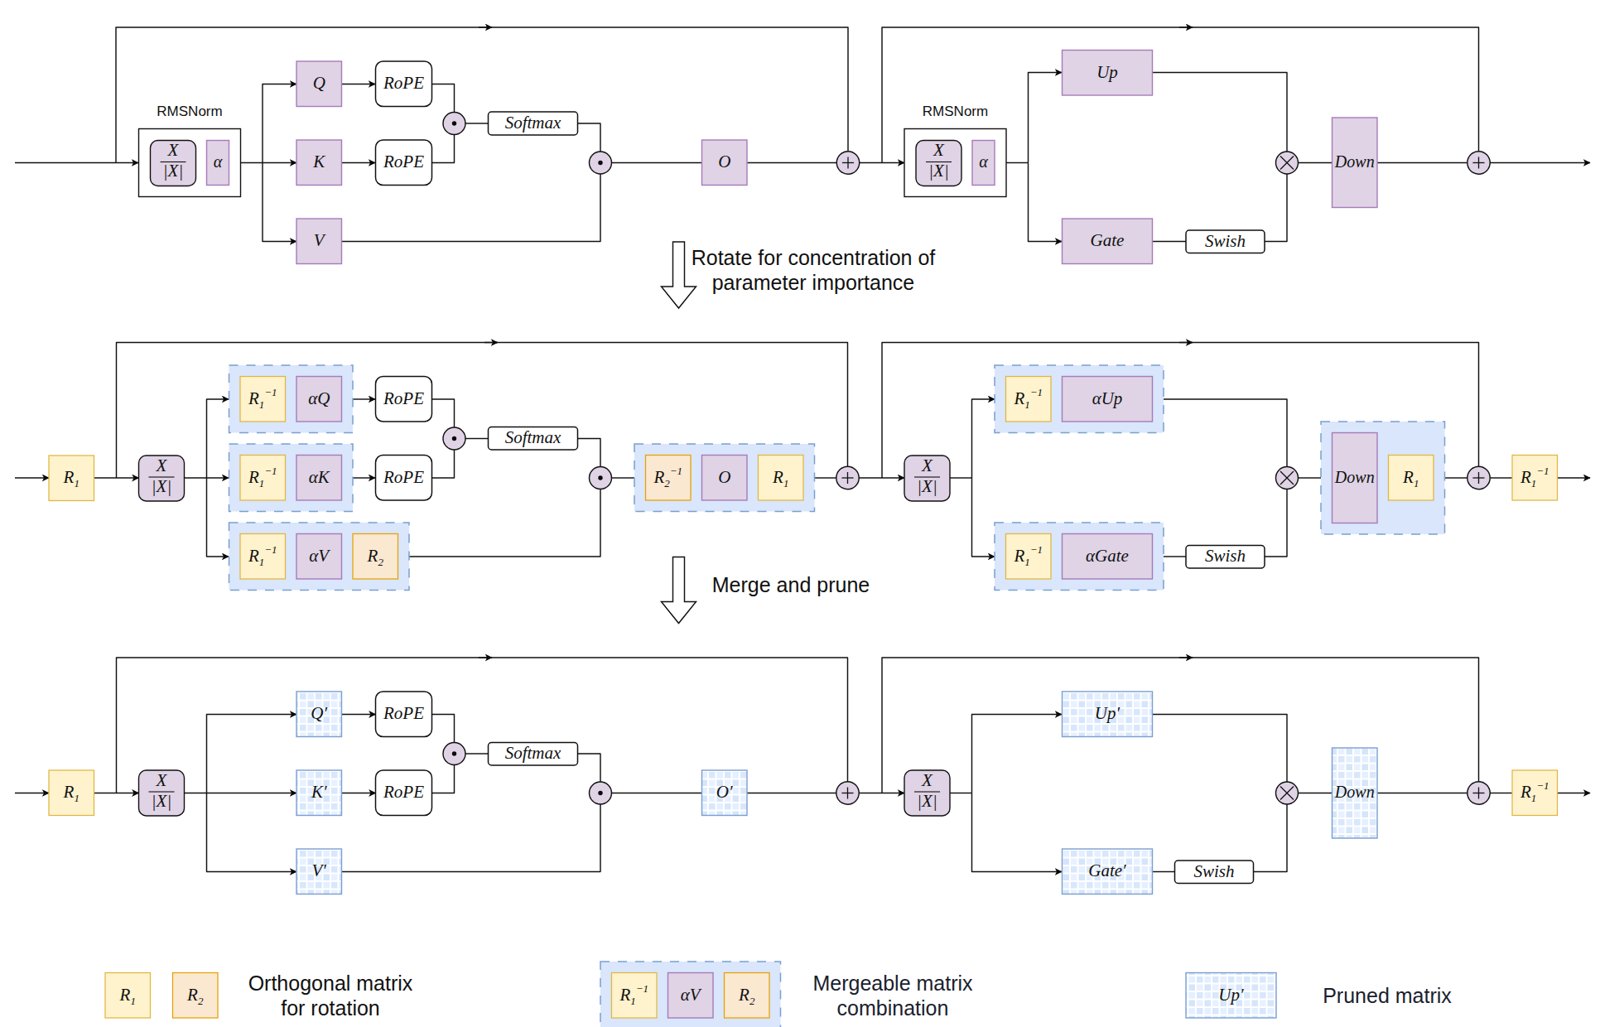 Q
RoPE
Up
RMSNorm
RMSNorm
Softmax
X
|X|
α
K
RoPE
O
X
|X|
α
Down
V
Gate
Swish
Rotate for concentration of
parameter importance
R₁⁻¹ αQ
RoPE
R₁⁻¹ αUp
Softmax
R₁
X
|X|
R₁⁻¹ αK
RoPE
R₂⁻¹ O R₁
X
|X|
Down R₁
R₁⁻¹
R₁⁻¹ αV R₂
R₁⁻¹ αGate
Swish
Merge and prune
Q'
RoPE
Up'
Softmax
R₁
X
|X|
K'
RoPE
O'
X
|X|
Down
R₁⁻¹
V'
Gate'
Swish
R₁ R₂
Orthogonal matrix
for rotation
R₁⁻¹ αV R₂
Mergeable matrix
combination
Up'
Pruned matrix